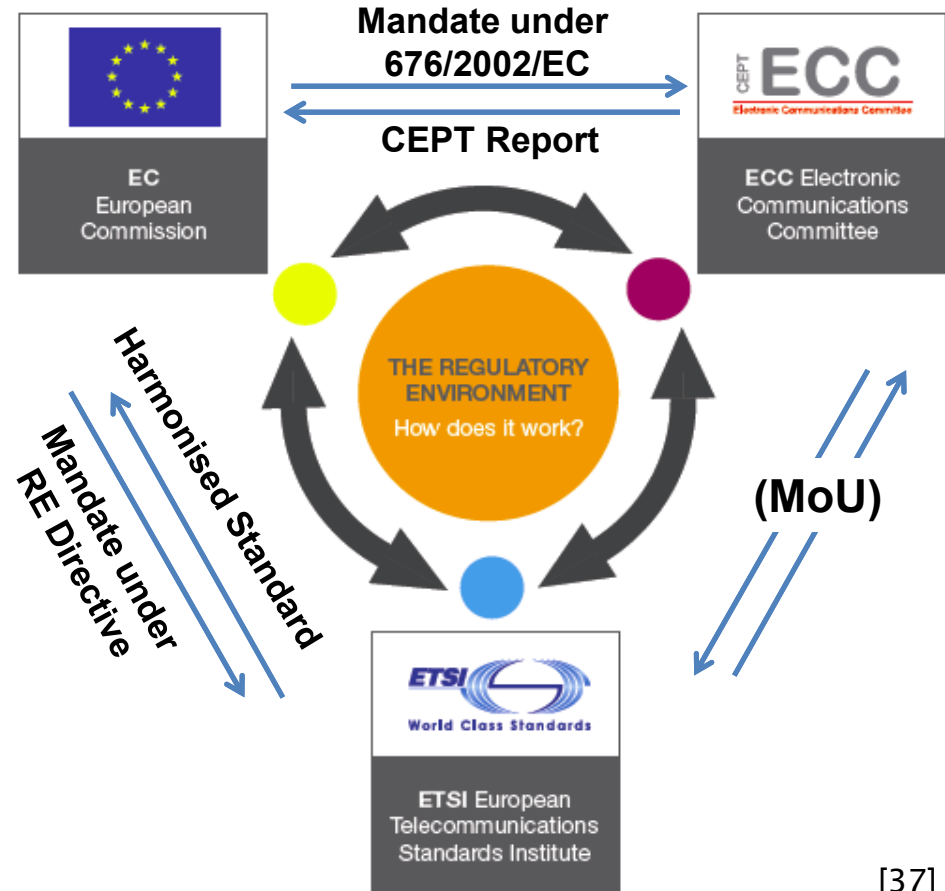 Mandate under
676/2002/EC
CEPT Report
EC
European
Commission
CEPT
ECC
Electronic Communications Committee
ECC Electronic
Communications
Committee
THE REGULATORY
ENVIRONMENT
How does it work?
Harmonised Standard
Mandate under
RE Directive
(MoU)
ETSI
World Class Standards
ETSI European
Telecommunications
Standards Institute
[37]